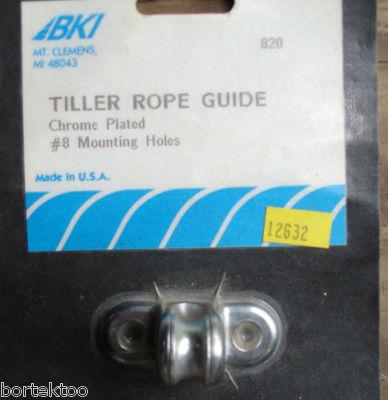 BKI
820
MT. CLEMENS,
MI 48043
TILLER ROPE GUIDE
Chrome Plated
#8 Mounting Holes
Made in U.S.A.
12632
bortektoo